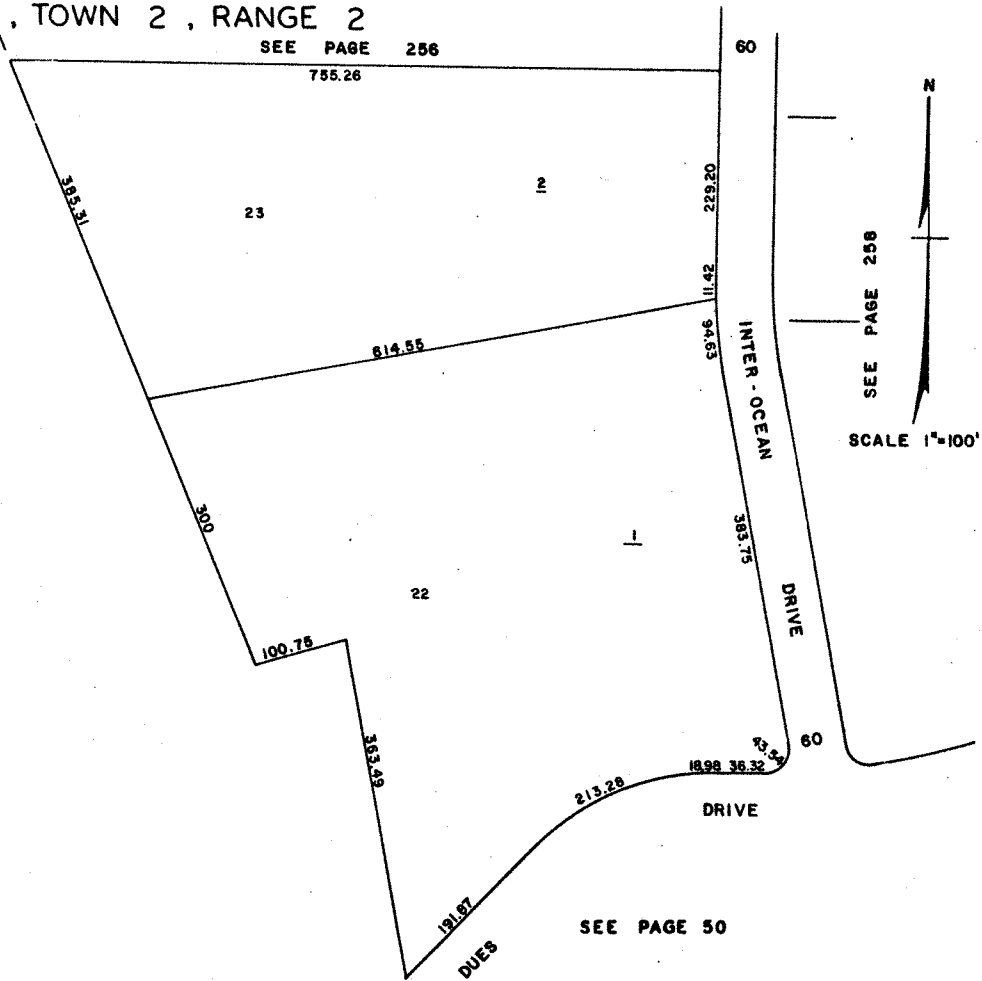 , TOWN 2 , RANGE 2
SEE PAGE 256
755.26
60
N
385.31
23
2
229.20
11.42
SEE PAGE 258
614.55
94.63
INTER-OCEAN
DRIVE
SCALE 1"=100'
300
383.75
1
22
100.75
363.49
43.54
60
18.98 36.32
213.28
DRIVE
191.87
DUES
SEE PAGE 50